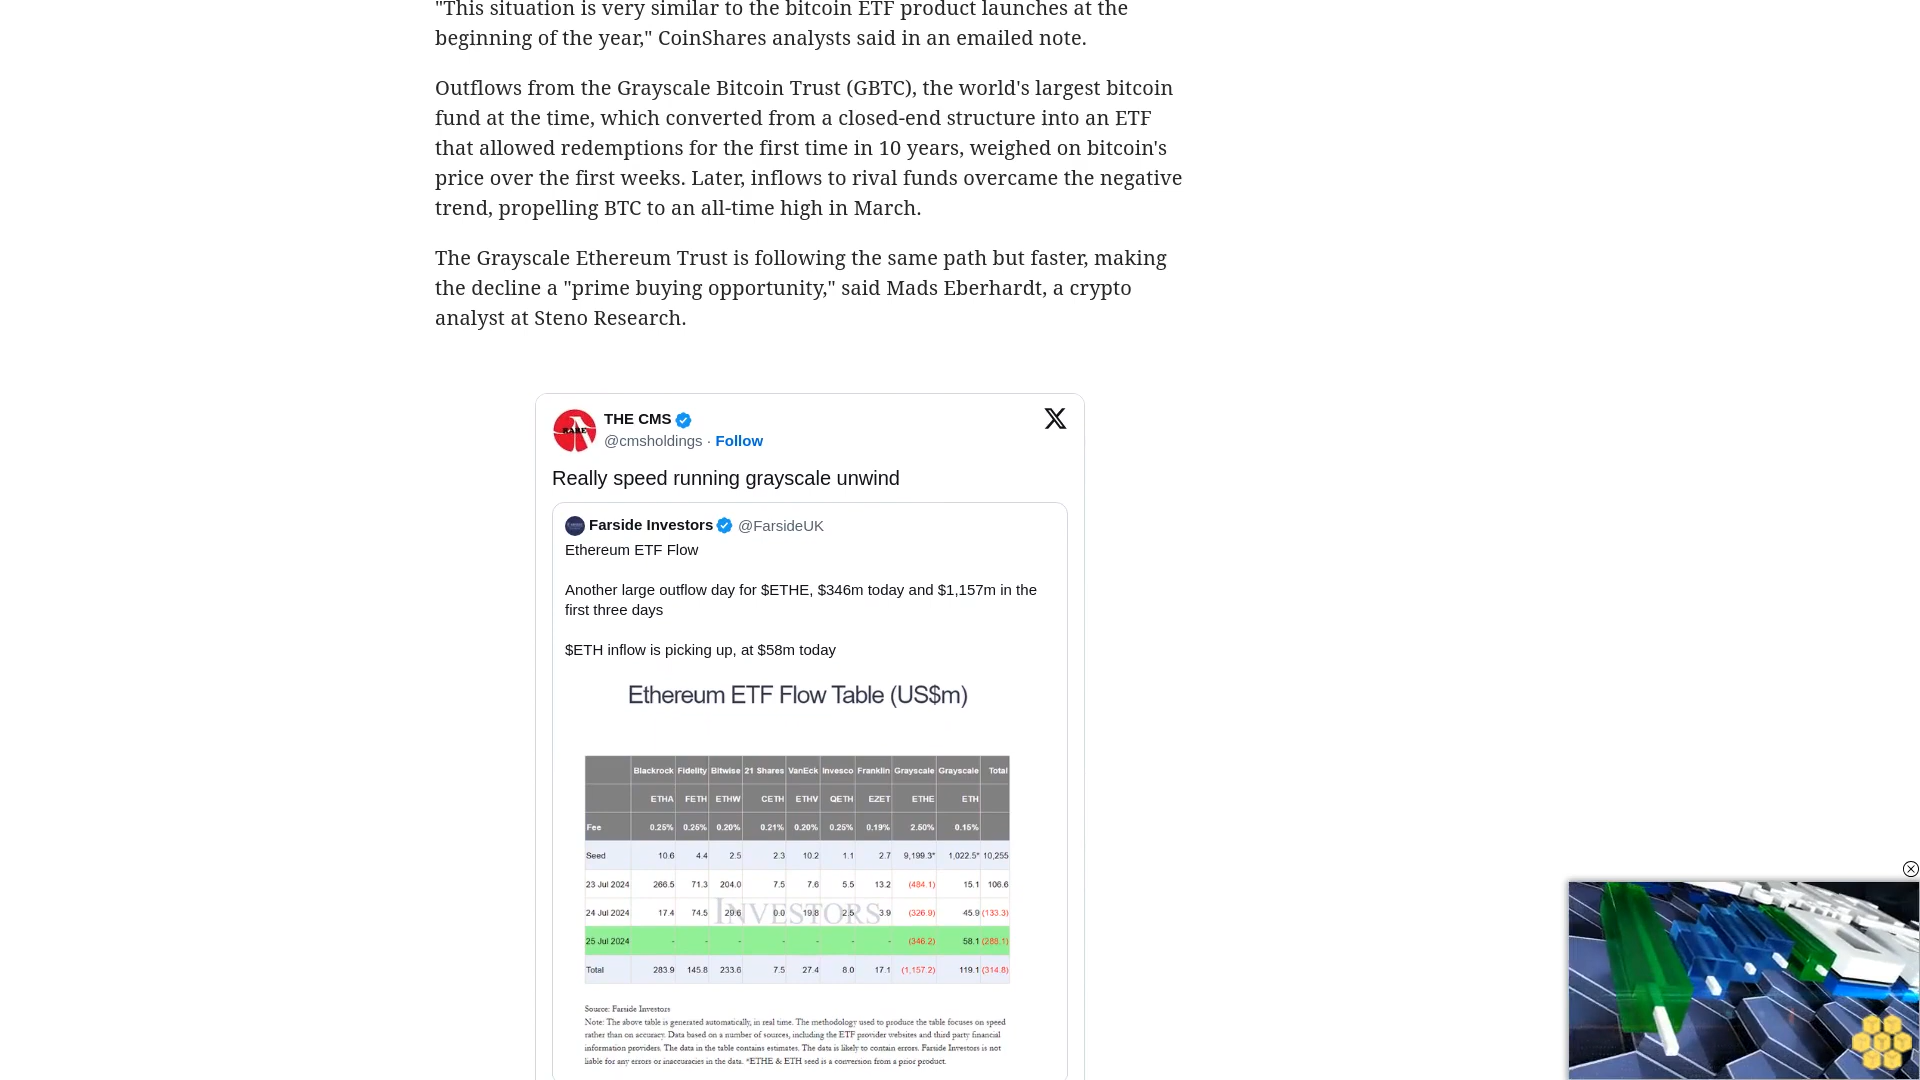 "This situation is very similar to the bitcoin ETF product launches at the
beginning of the year," CoinShares analysts said in an emailed note.
Outflows from the Grayscale Bitcoin Trust (GBTC), the world's largest bitcoin
fund at the time, which converted from a closed-end structure into an ETF
that allowed redemptions for the first time in 10 years, weighed on bitcoin's
price over the first weeks. Later, inflows to rival funds overcame the negative
trend, propelling BTC to an all-time high in March.
The Grayscale Ethereum Trust is following the same path but faster, making
the decline a "prime buying opportunity," said Mads Eberhardt, a crypto
analyst at Steno Research.
THE CMS
@cmsholdings · Follow
Really speed running grayscale unwind
Farside Investors @FarsideUK
Ethereum ETF Flow
Another large outflow day for $ETHE, $346m today and $1,157m in the
first three days
$ETH inflow is picking up, at $58m today
Ethereum ETF Flow Table (US$m)
Blackrock Fidelity Bitwise 21 Shares VanEck Invesco Franklin Grayscale Grayscale Total
ETHA FETH ETHW CETH ETHV QETH EZET ETHE ETH
Fee 0.25% 0.25% 0.20% 0.21% 0.20% 0.25% 0.19% 2.50% 0.15%
Seed 10.6 4.4 2.5 2.3 10.2 1.1 2.7 9,199.3* 1,022.5* 10,255
23 Jul 2024 266.5 71.3 204.0 7.5 7.6 5.5 13.2 (484.1) 15.1 106.6
24 Jul 2024 17.4 74.5 29.6 0.0 19.8 2.5 3.9 (326.9) 45.9 (133.3)
INVESTORS
25 Jul 2024 - - - - - - - (346.2) 58.1 (288.1)
Total 283.9 145.8 233.6 7.5 27.4 8.0 17.1 (1,157.2) 119.1 (314.8)
Source: Farside Investors
Note: The above table is generated automatically, in real time. The methodology used to produce the table focuses on speed
rather than on accuracy. Data based on a number of sources, including the ETF provider websites and third party financial
information providers. The data in the table contains estimates. The data is likely to contain errors. Farside Investors is not
liable for any errors or inaccuracies in the data. *ETHE & ETH seed is a conversion from a prior product.